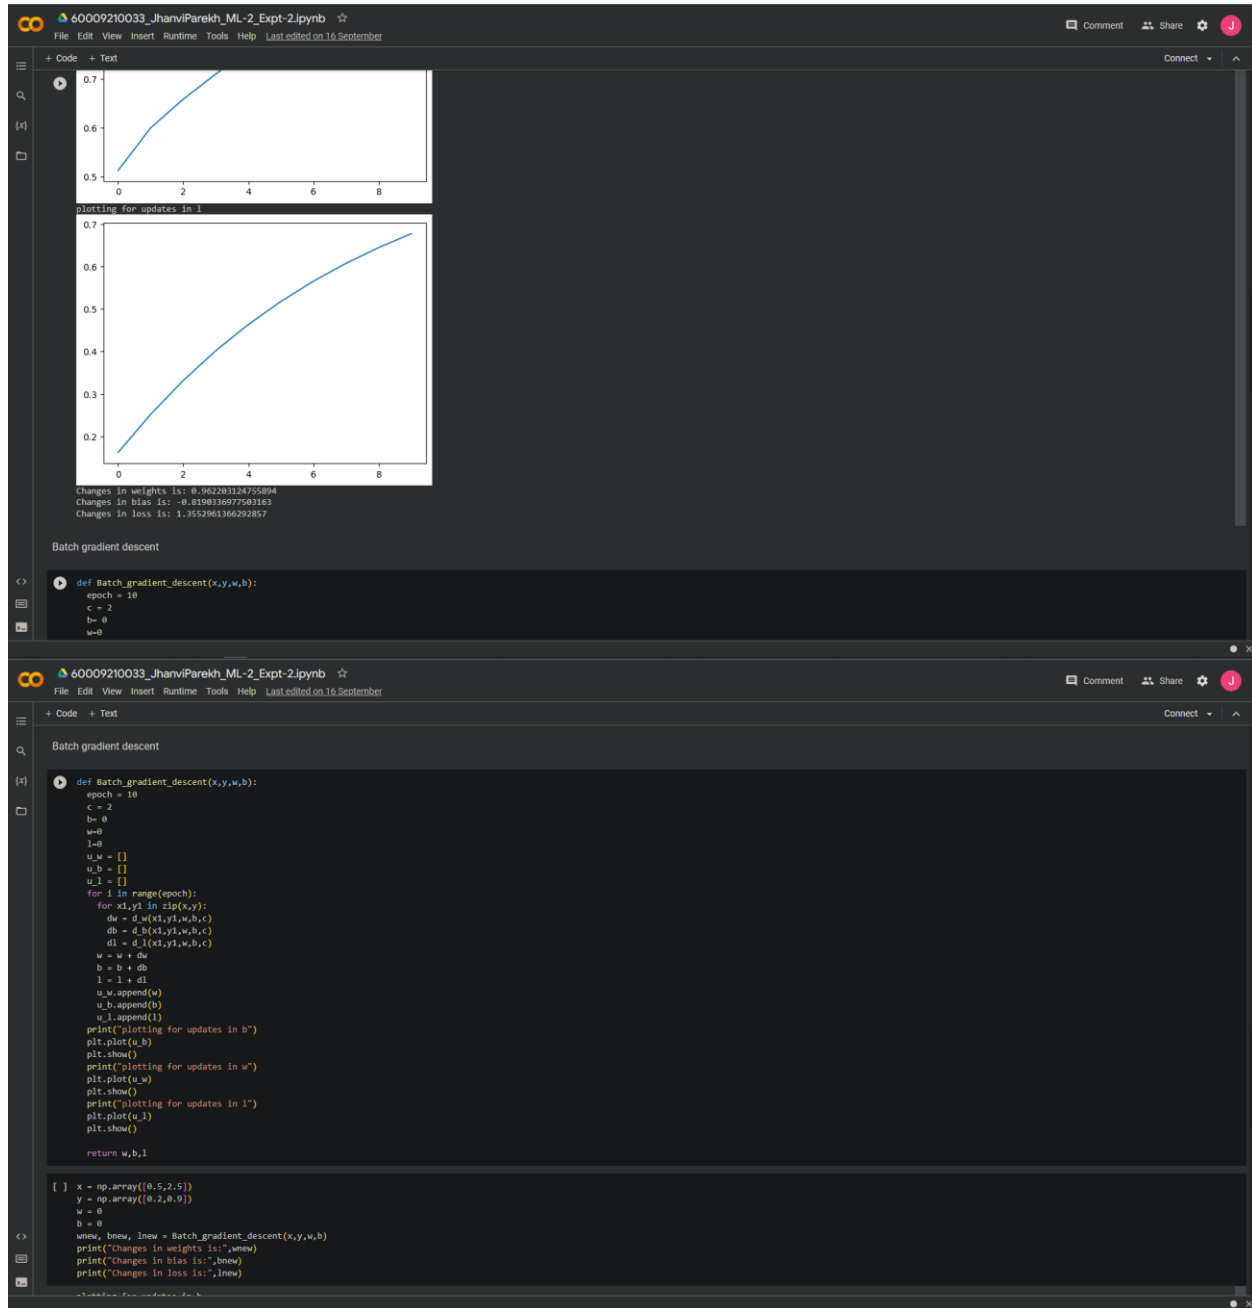 60009210033_JhanviParekh_ML-2_Expt-2.ipynb
Comment Share J
File Edit View Insert Runtime Tools Help Last edited on 16 September
+ Code + Text
Connect
0.7
0.6
0.5
0 2 4 6 8
plotting for updates in l
0.7
0.6
0.5
0.4
0.3
0.2
0 2 4 6 8
Changes in weights is: 0.962203124755894
Changes in bias is: -0.8190336977503163
Changes in loss is: 1.3552961366292857
Batch gradient descent
def Batch_gradient_descent(x,y,w,b):
epoch = 10
c = 2
b= 0
w=0
60009210033_JhanviParekh_ML-2_Expt-2.ipynb
Comment Share J
File Edit View Insert Runtime Tools Help Last edited on 16 September
+ Code + Text
Connect
Batch gradient descent
{x}
def Batch_gradient_descent(x,y,w,b):
epoch = 10
c = 2
b= 0
w=0
l=0
u_w = []
u_b = []
u_l = []
for i in range(epoch):
for x1,y1 in zip(x,y):
dw = d_w(x1,y1,w,b,c)
db = d_b(x1,y1,w,b,c)
dl = d_l(x1,y1,w,b,c)
w = w + dw
b = b + db
l = l + dl
u_w.append(w)
u_b.append(b)
u_l.append(l)
print("plotting for updates in b")
plt.plot(u_b)
plt.show()
print("plotting for updates in w")
plt.plot(u_w)
plt.show()
print("plotting for updates in l")
plt.plot(u_l)
plt.show()
return w,b,l
[ ] x = np.array([0.5,2.5])
y = np.array([0.2,0.9])
w = 0
b = 0
wnew, bnew, lnew = Batch_gradient_descent(x,y,w,b)
print("Changes in weights is:",wnew)
print("Changes in bias is:",bnew)
print("Changes in loss is:",lnew)